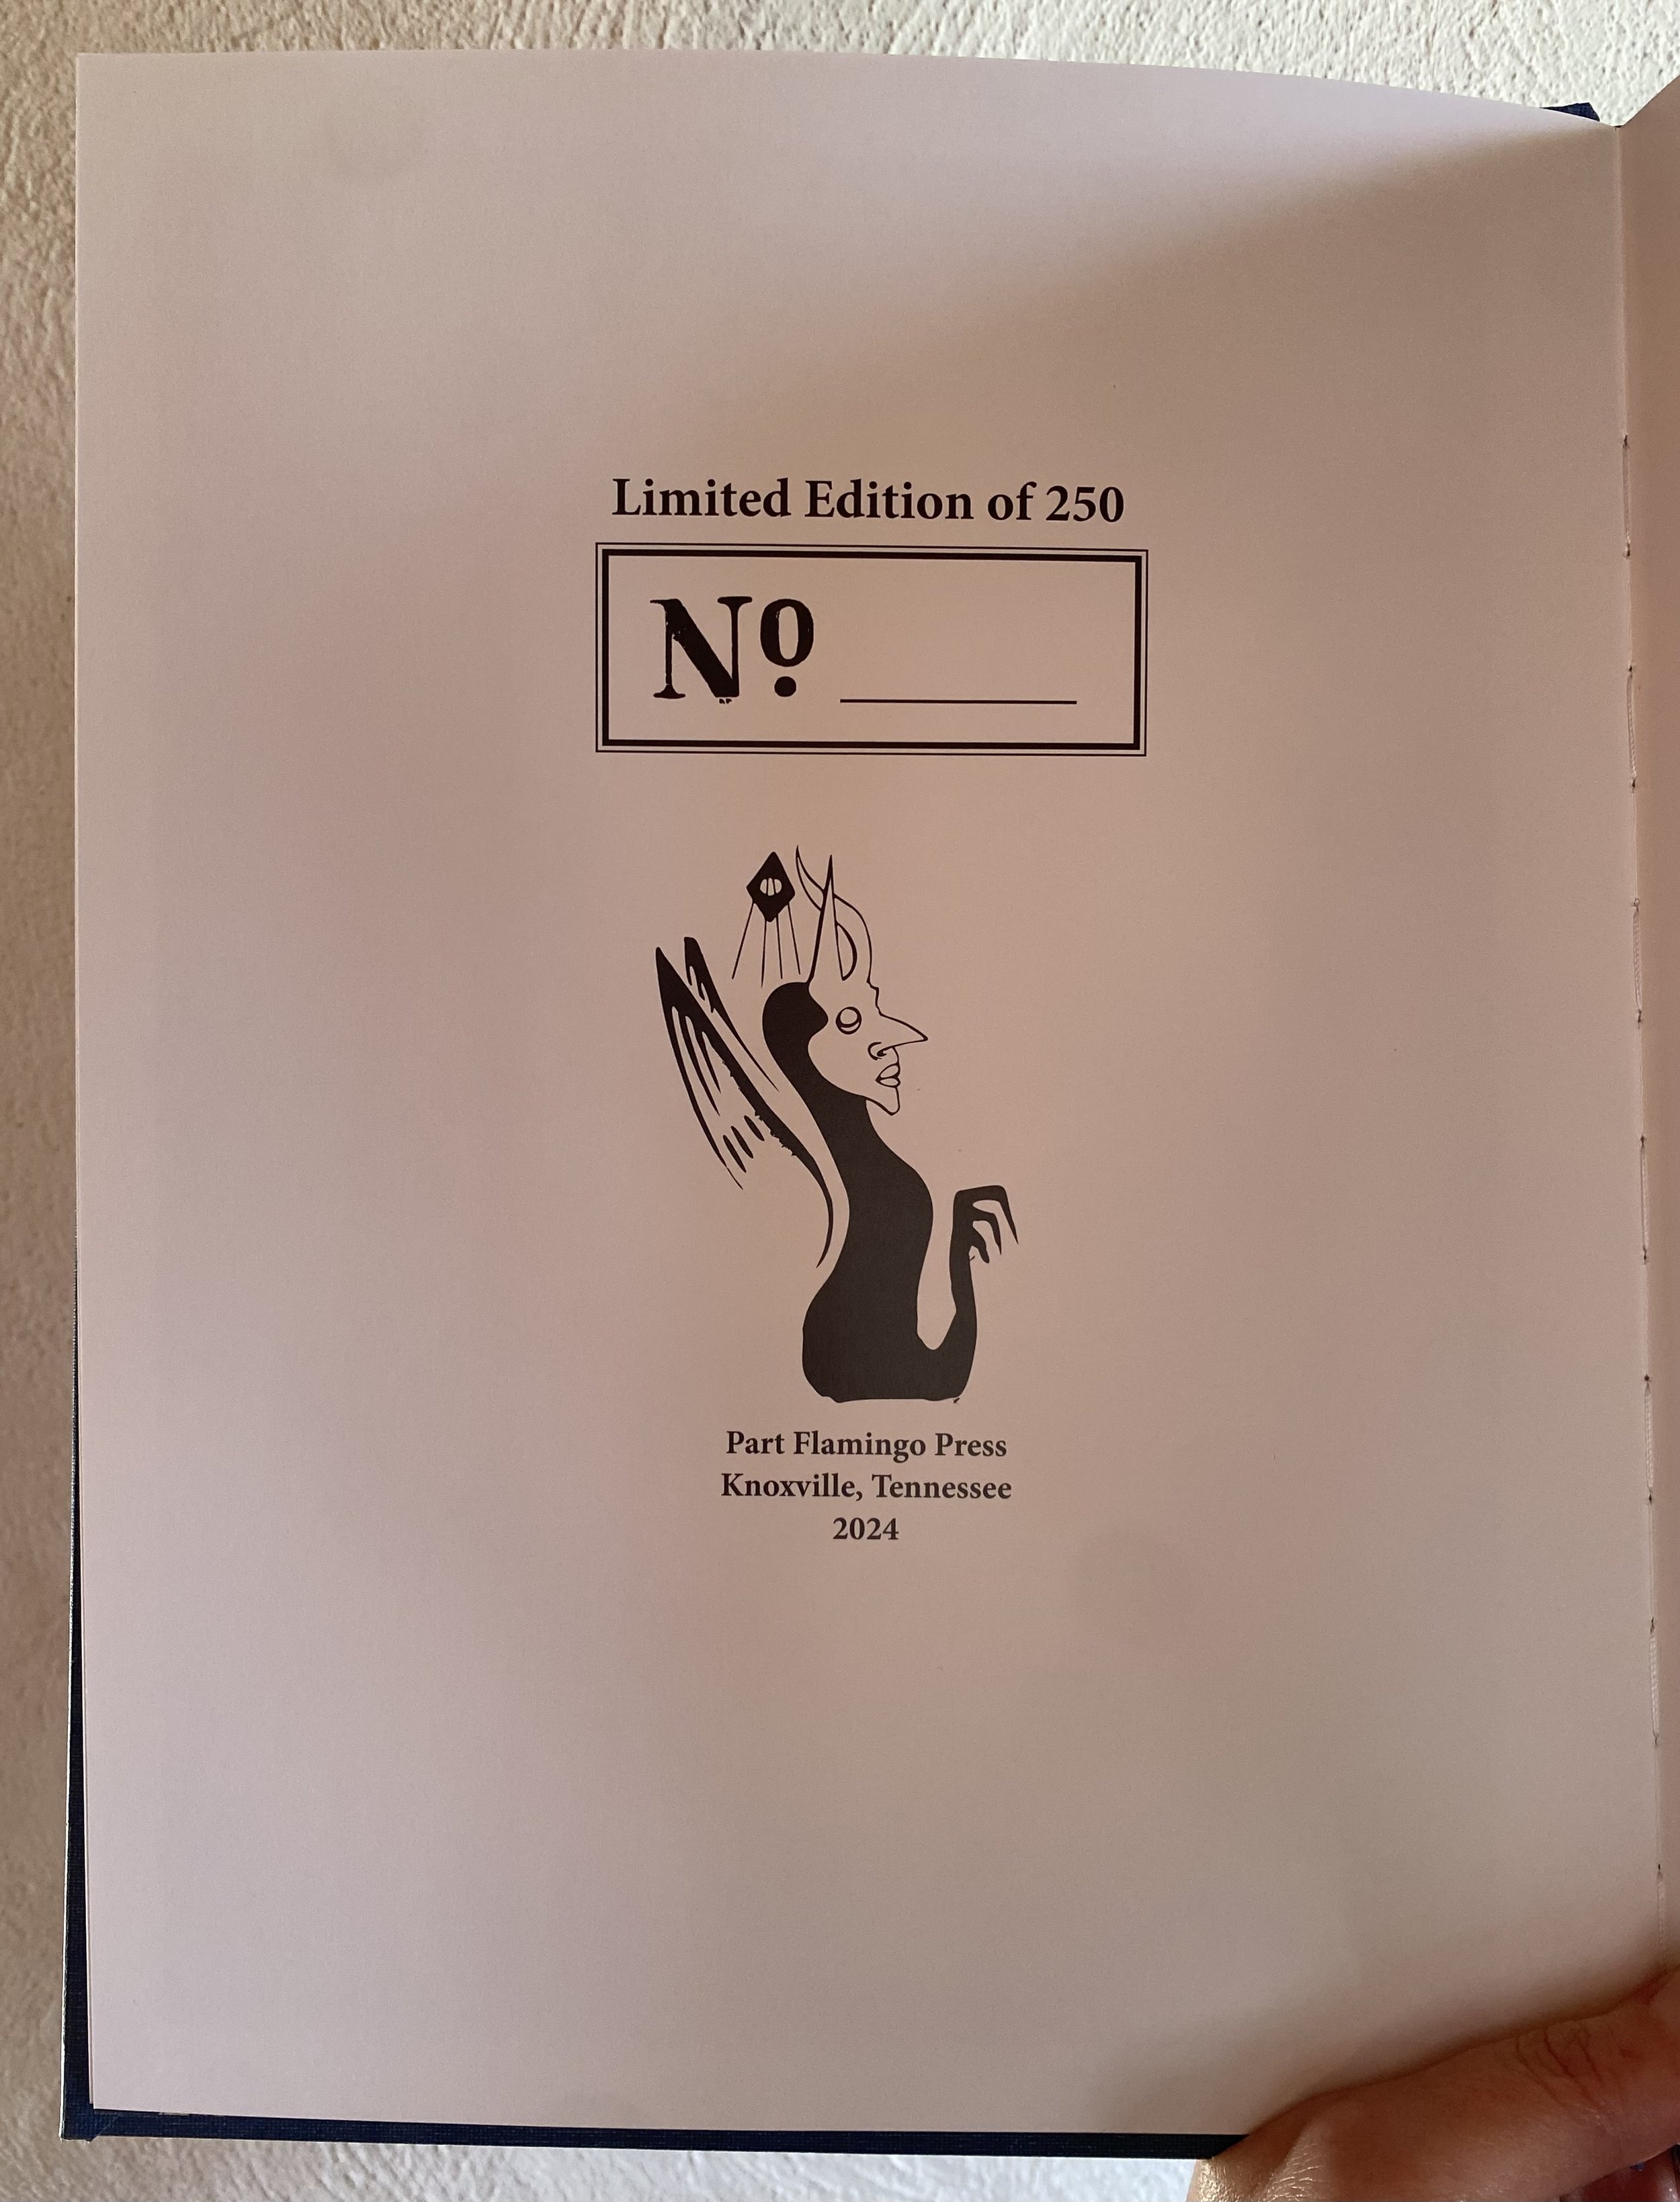 Limited Edition of 250
Nº
Part Flamingo Press
Knoxville, Tennessee
2024